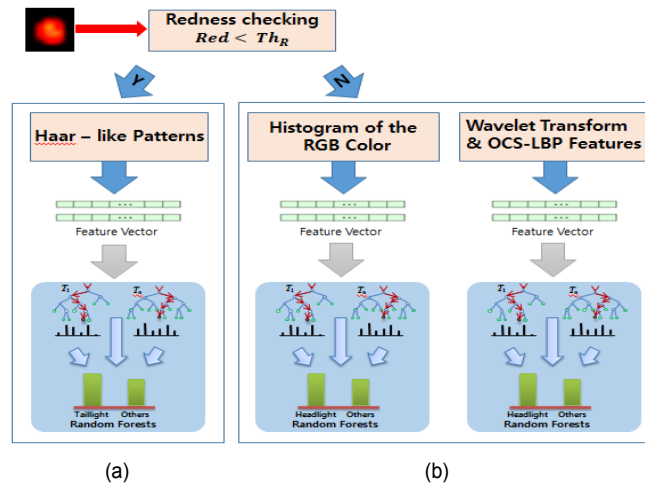 Redness checking
Red < Th_R
Y
N
Haar – like Patterns
Histogram of the
RGB Color
Wavelet Transform
& OCS-LBP Features
Feature Vector
Feature Vector
Feature Vector
T_1
T_n
T_1
T_n
T_1
T_n
Taillight Others
Random Forests
Headlight Others
Random Forests
Headlight Others
Random Forests
(a)
(b)